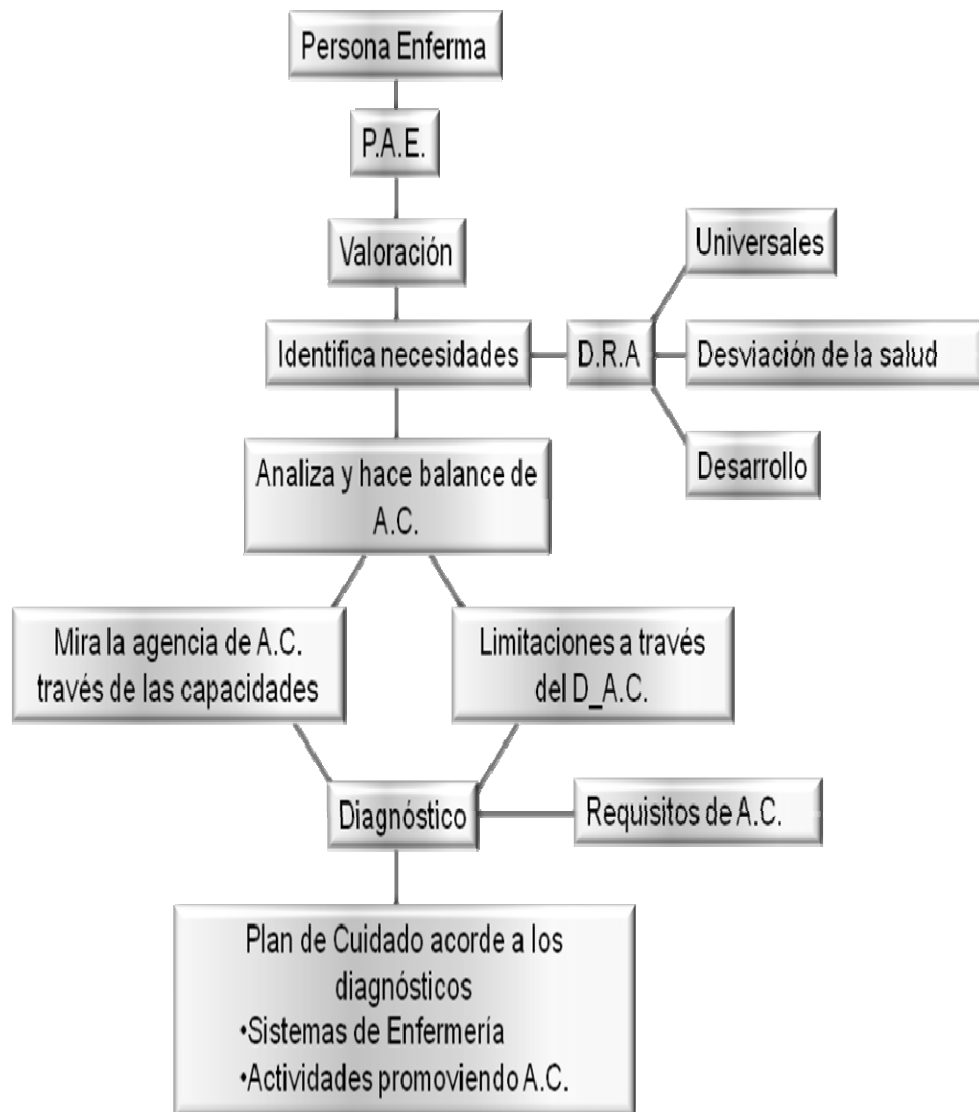 Persona Enferma
P.A.E.
Valoración
Universales
Identifica necesidades
D.R.A
Desviación de la salud
Desarrollo
Analiza y hace balance de
A.C.
Mira la agencia de A.C.
través de las capacidades
Limitaciones a través
del D_A.C.
Diagnóstico
Requisitos de A.C.
Plan de Cuidado acorde a los
diagnósticos
•Sistemas de Enfermería
•Actividades promoviendo A.C.